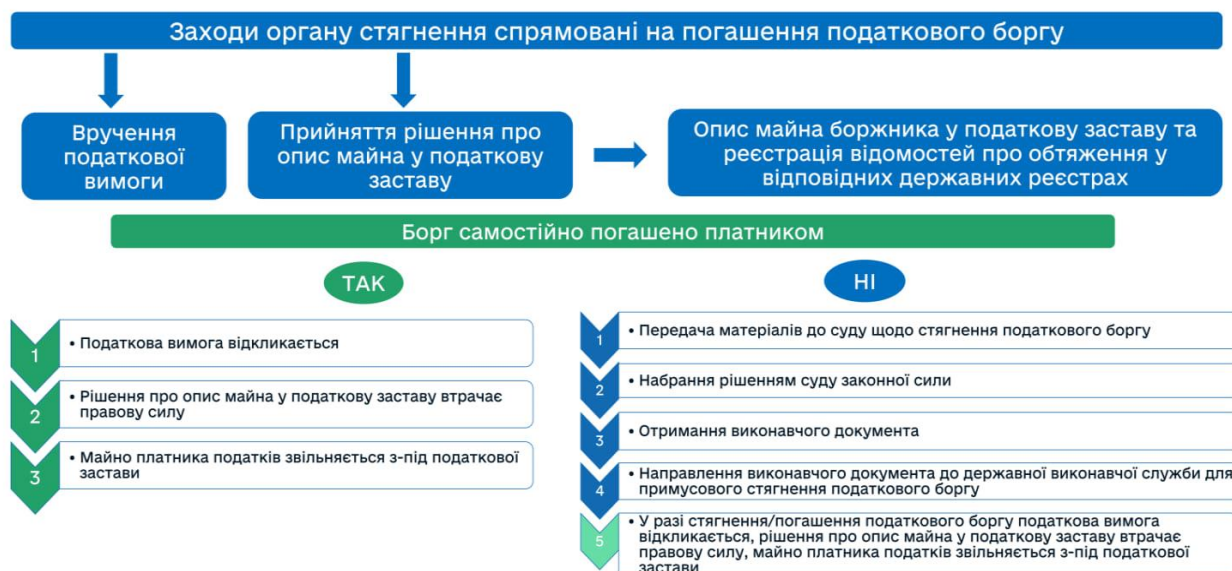 Заходи органу стягнення спрямовані на погашення податкового боргу
Вручення
податкової
вимоги
Прийняття рішення про
опис майна у податкову
заставу
Опис майна боржника у податкову заставу та
реєстрація відомостей про обтяження у
відповідних державних реєстрах
Борг самостійно погашено платником
ТАК
1
• Податкова вимога відкликається
2
• Рішення про опис майна у податкову заставу втрачає
правову силу
3
• Майно платника податків звільняється з-під податкової
застави
НІ
1
• Передача матеріалів до суду щодо стягнення податкового боргу
2
• Набрання рішенням суду законної сили
3
• Отримання виконавчого документа
4
• Направлення виконавчого документа до державної виконавчої служби для
примусового стягнення податкового боргу
5
• У разі стягнення/погашення податкового боргу податкова вимога
відкликається, рішення про опис майна у податкову заставу втрачає
правову силу, майно платника податків звільняється з-під податкової
застави